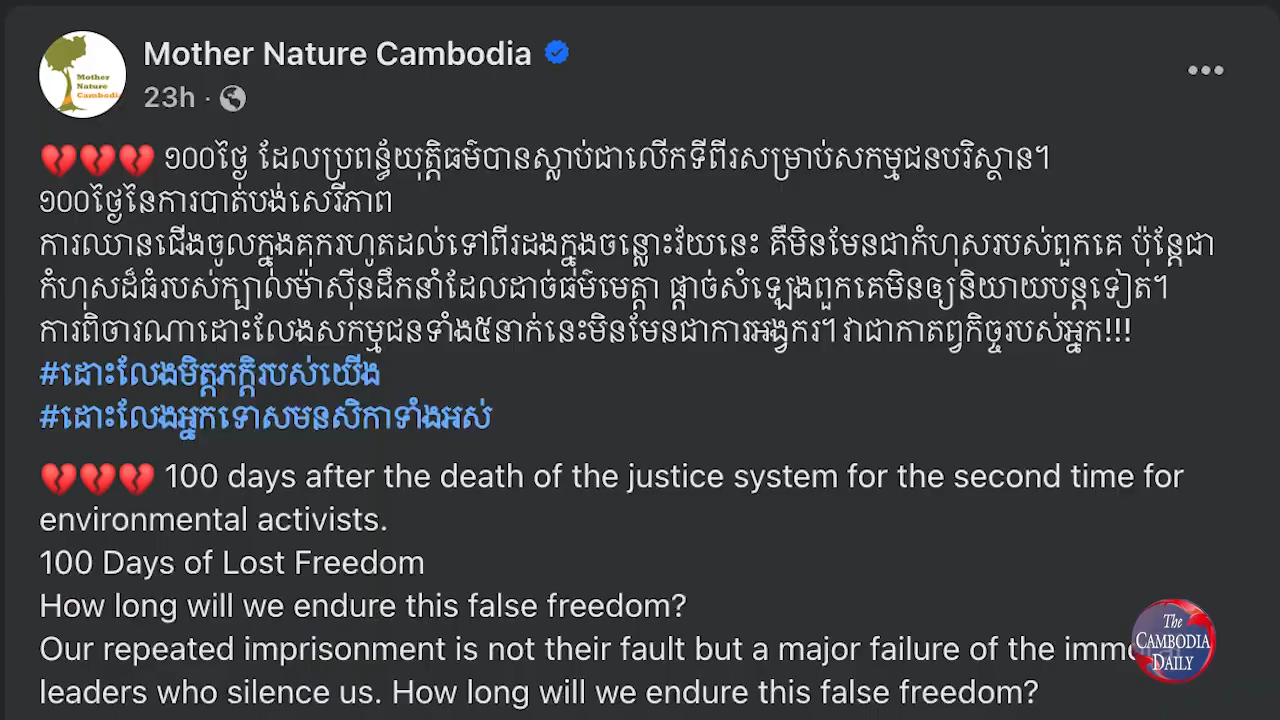 Mother Nature Cambodia
Mother
Nature
Cambodia
23h ·
💔💔💔 ១០០ថ្ងៃ ដែលប្រពន្ធ័យុត្តិធម៌បានស្លាប់ជាលើកទីពីរសម្រាប់សកម្មជនបរិស្ថាន។
១០០ថ្ងៃនៃការបាត់បង់សេរីភាព
ការឈានជើងចូលក្នុងគុករហូតដល់ទៅពីរដងក្នុងចន្លោះវ័យនេះ គឺមិនមែនជាកំហុសរបស់ពួកគេ ប៉ុន្តែជា
កំហុសដ៏ធំរបស់ក្បាលម៉ាស៊ីនដឹកនាំដែលដាច់ធម៌មេត្តា ផ្តាច់សំឡេងពួកគេមិនឲ្យនិយាយបន្តទៀត។
ការពិចារណាដោះលែងសកម្មជនទាំង៥នាក់នេះមិនមែនជាការអង្វករ។ វាជាកាតព្វកិច្ចរបស់អ្នក!!!
#ដោះលែងមិត្តភក្តិរបស់យើង
#ដោះលែងអ្នកទោសមនសិកាទាំងអស់
💔💔💔 100 days after the death of the justice system for the second time for
environmental activists.
100 Days of Lost Freedom
How long will we endure this false freedom?
Our repeated imprisonment is not their fault but a major failure of the immoral
leaders who silence us. How long will we endure this false freedom?
The
CAMBODIA
DAILY